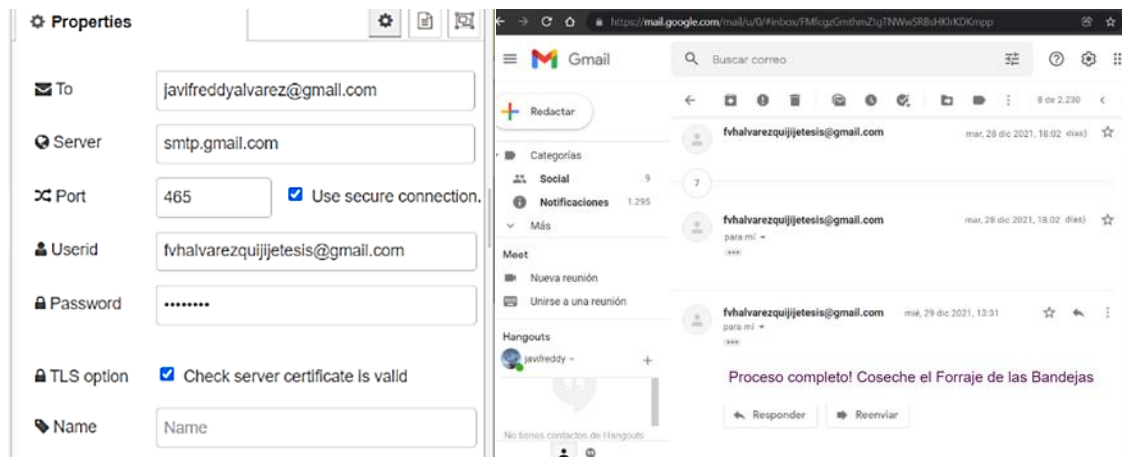 Properties
To
javifreddyalvarez@gmail.com
Server
smtp.gmail.com
Port
465
Use secure connection.
Userid
fvhalvarezquijijetesis@gmail.com
Password
••••••••
TLS option
Check server certificate is valid
Name
Name
https://mail.google.com/mail/u/0/#inbox/
Gmail
Buscar correo
Redactar
8 de 2.230
Categorías
Social 9
Notificaciones 1.295
Más
Meet
Nueva reunión
Unirse a una reunión
Hangouts
javifreddy
No tienes contactos de Hangouts
fvhalvarezquijijetesis@gmail.com mar, 28 dic 2021, 18:02 días)
7
fvhalvarezquijijetesis@gmail.com mar, 28 dic 2021, 18:02 días)
para mí
fvhalvarezquijijetesis@gmail.com mié, 29 dic 2021, 13:31
para mí
Proceso completo! Coseche el Forraje de las Bandejas
Responder Reenviar